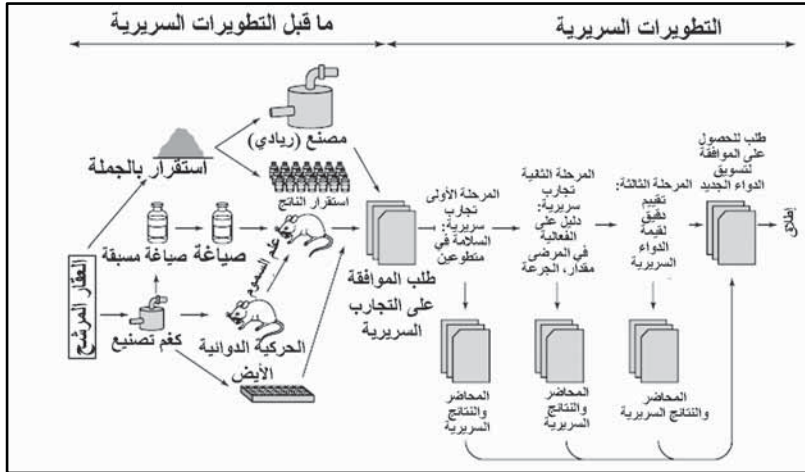 التطويرات السريرية
ما قبل التطويرات السريرية
مصنع (ريادي)
استقرار بالجملة
استقرار الناتج
صياغة مسبقة
صياغة
علم السموم
العقار المرشح
كغم تصنيع
الحركية الدوائية
الأيض
طلب الموافقة
على التجارب
السريرية
المرحلة الأولى
تجارب
سريرية:
السلامة في
متطوعين
المرحلة الثانية
تجارب
سريرية:
دليل على
الفعالية
في المرضى
مقدار، الجرعة
المرحلة الثالثة:
تقييم
دقيق
لقيمة
الدواء
السريرية
طلب للحصول
على الموافقة
لتسويق
الدواء الجديد
إطلاق
المحاضر
والنتائج
السريرية
المحاضر
والنتائج
السريرية
المحاضر
والنتائج السريرية